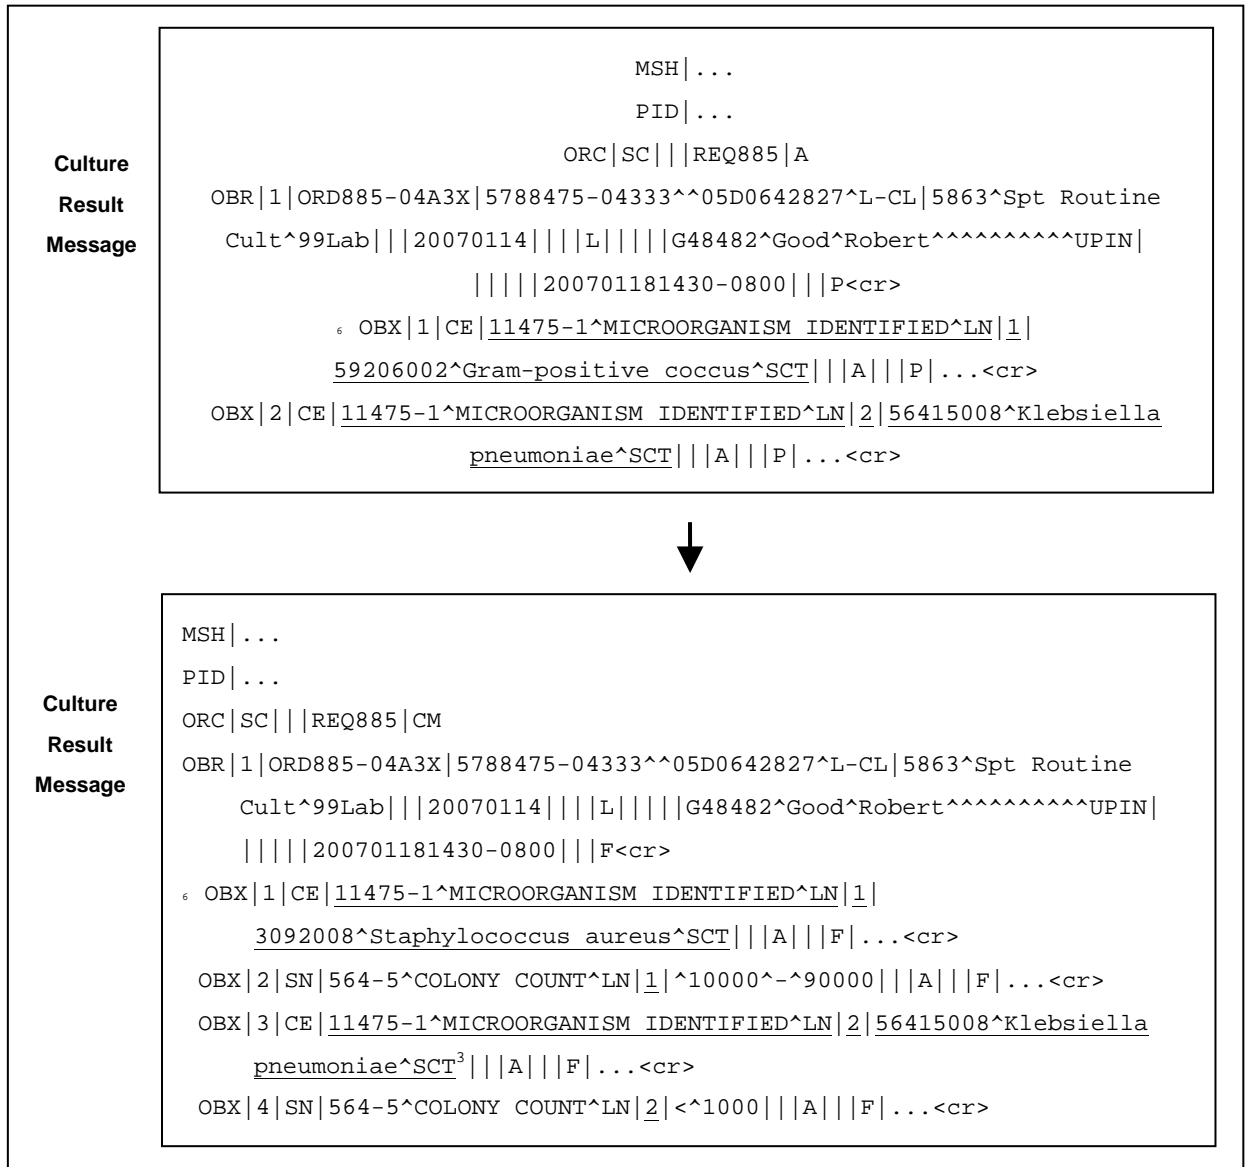 Culture
Result
Message
MSH|...
PID|...
ORC|SC|||REQ885|A
OBR|1|ORD885-04A3X|5788475-04333^^05D0642827^L-CL|5863^Spt Routine
Cult^99Lab|||20070114||||L|||||G48482^Good^Robert^^^^^^^^^^UPIN|
|||||200701181430-0800|||P<cr>
6 OBX|1|CE|11475-1^MICROORGANISM IDENTIFIED^LN|1|
59206002^Gram-positive coccus^SCT|||A|||P|...<cr>
OBX|2|CE|11475-1^MICROORGANISM IDENTIFIED^LN|2|56415008^Klebsiella
pneumoniae^SCT|||A|||P|...<cr>
Culture
Result
Message
MSH|...
PID|...
ORC|SC|||REQ885|CM
OBR|1|ORD885-04A3X|5788475-04333^^05D0642827^L-CL|5863^Spt Routine
Cult^99Lab|||20070114||||L|||||G48482^Good^Robert^^^^^^^^^^UPIN|
|||||200701181430-0800|||F<cr>
6 OBX|1|CE|11475-1^MICROORGANISM IDENTIFIED^LN|1|
3092008^Staphylococcus aureus^SCT|||A|||F|...<cr>
OBX|2|SN|564-5^COLONY COUNT^LN|1|^10000^-^90000|||A|||F|...<cr>
OBX|3|CE|11475-1^MICROORGANISM IDENTIFIED^LN|2|56415008^Klebsiella
pneumoniae^SCT3|||A|||F|...<cr>
OBX|4|SN|564-5^COLONY COUNT^LN|2|<^1000|||A|||F|...<cr>